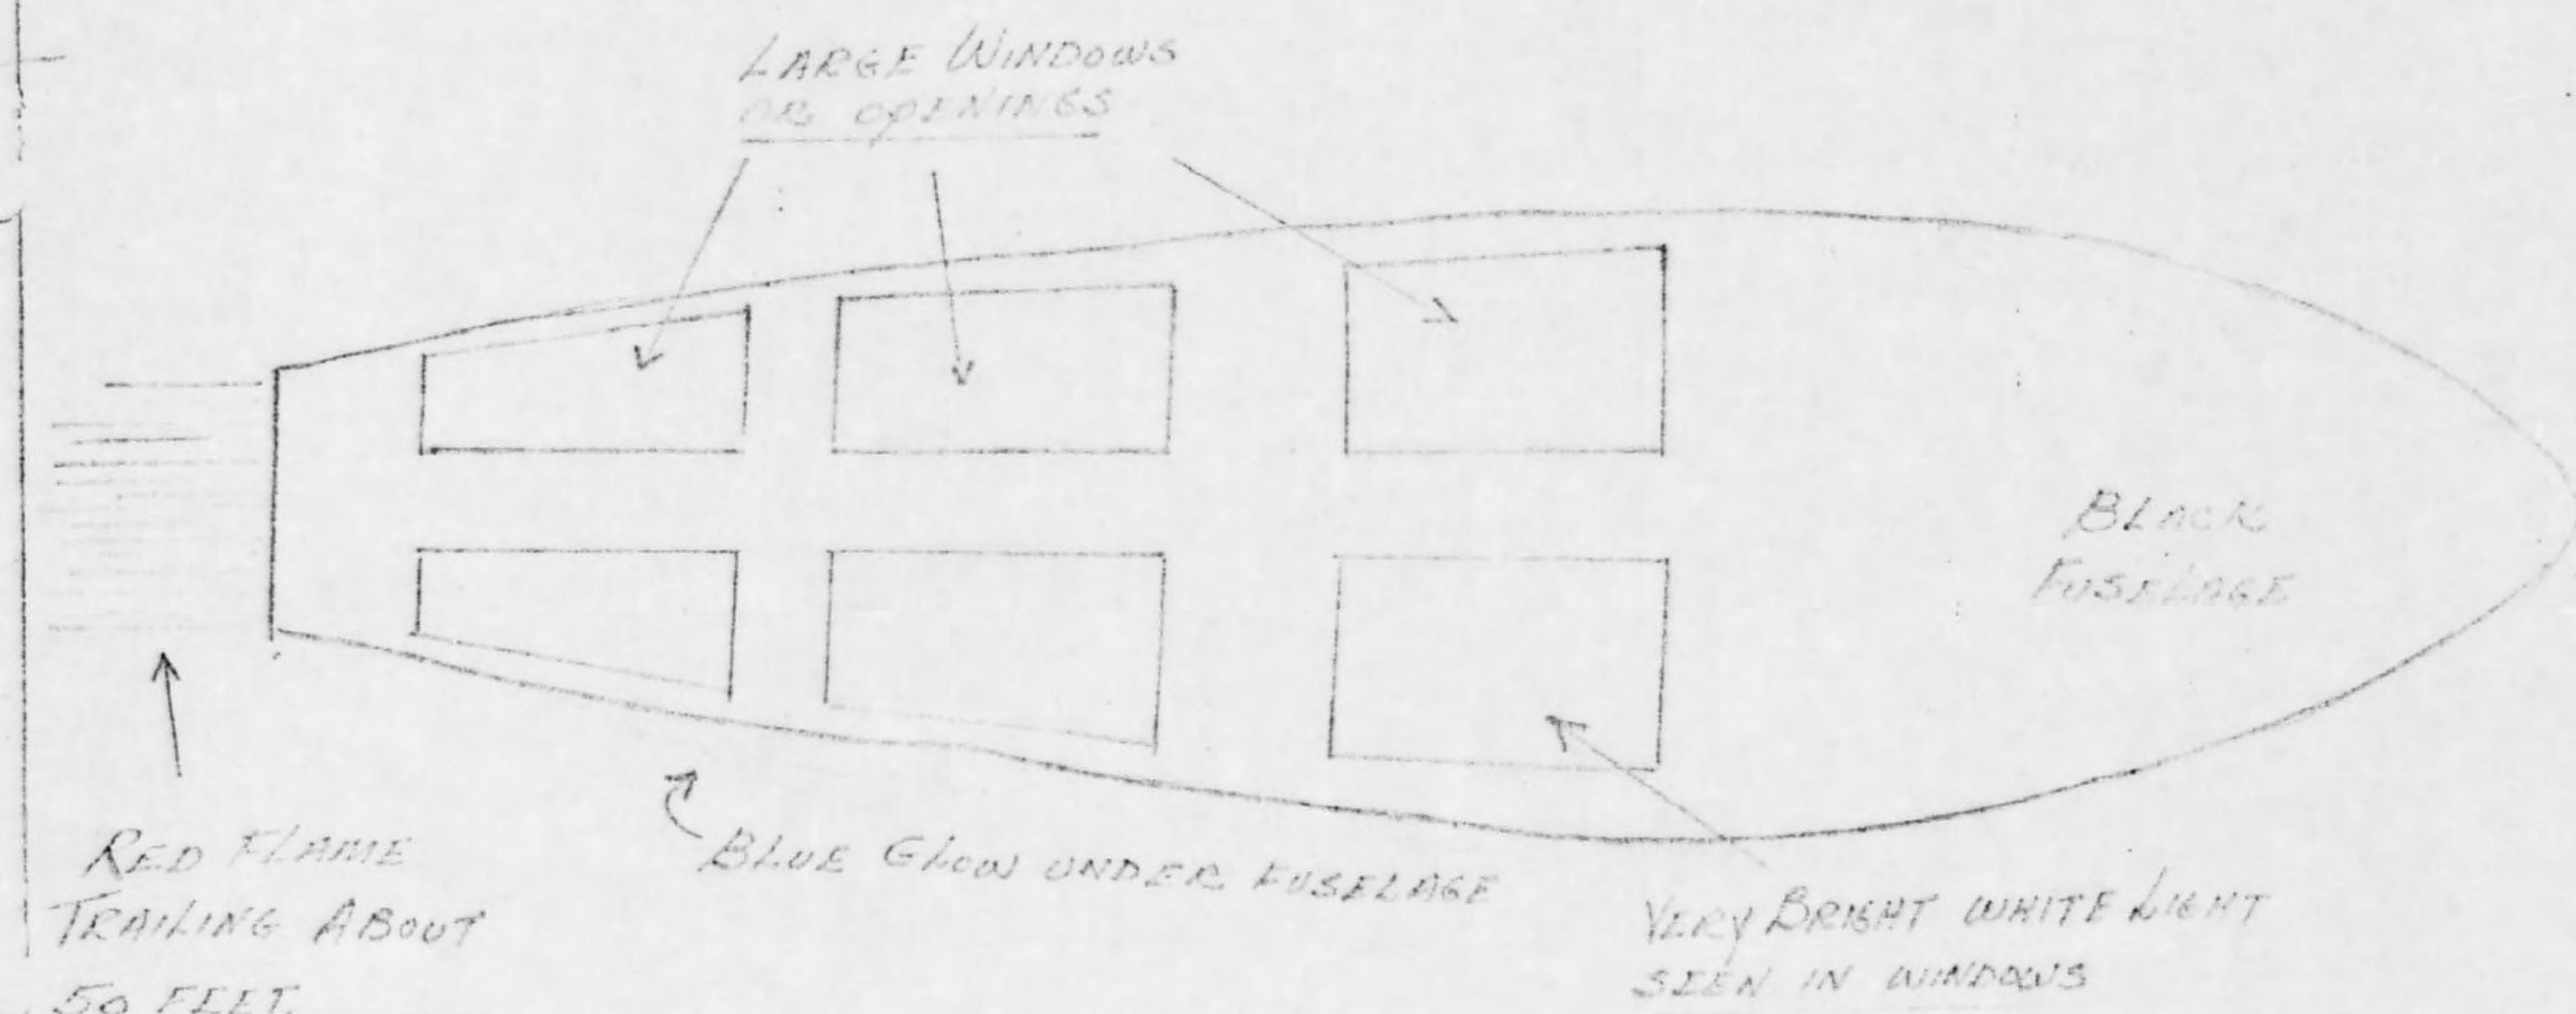 LARGE WINDOWS
OR OPENINGS
BLACK
FUSELAGE
RED FLAME
TRAILING ABOUT
50 FEET.
BLUE GLOW UNDER FUSELAGE
VERY BRIGHT WHITE LIGHT
SEEN IN WINDOWS